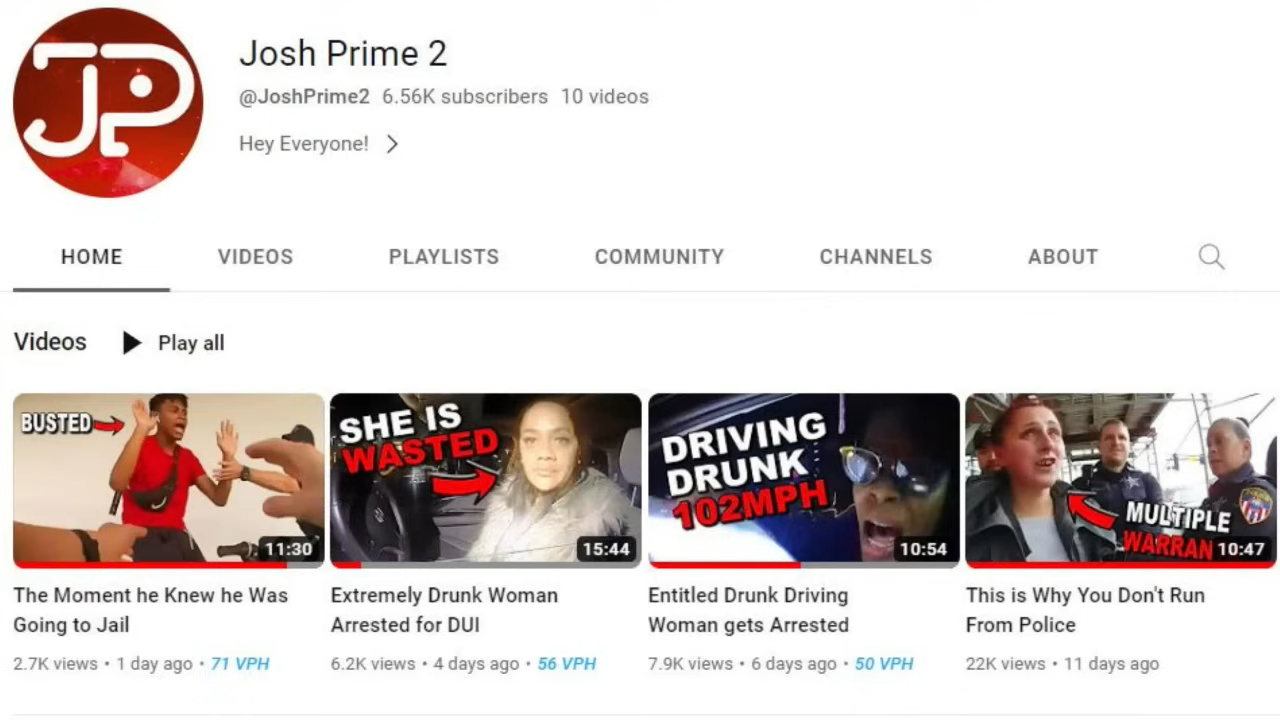 JP
Josh Prime 2
@JoshPrime2 6.56K subscribers 10 videos
Hey Everyone!
HOME VIDEOS PLAYLISTS COMMUNITY CHANNELS ABOUT
Videos Play all
BUSTED
11:30
SHE IS
WASTED
15:44
DRIVING
DRUNK
102MPH
10:54
MULTIPLE
WARRAN
10:47
The Moment he Knew he Was
Going to Jail
2.7K views • 1 day ago • 71 VPH
Extremely Drunk Woman
Arrested for DUI
6.2K views • 4 days ago • 56 VPH
Entitled Drunk Driving
Woman gets Arrested
7.9K views • 6 days ago • 50 VPH
This is Why You Don't Run
From Police
22K views • 11 days ago